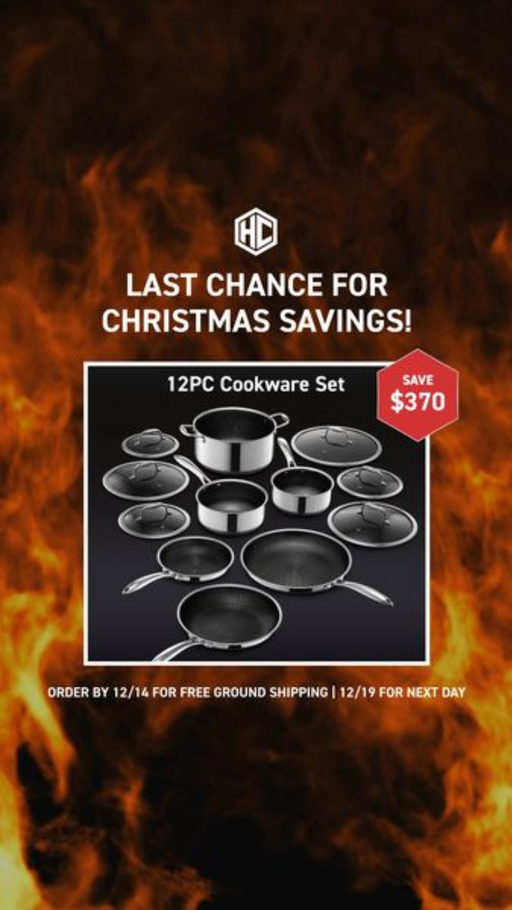 HC
LAST CHANCE FOR
CHRISTMAS SAVINGS!
12PC Cookware Set
SAVE
$370
ORDER BY 12/14 FOR FREE GROUND SHIPPING | 12/19 FOR NEXT DAY